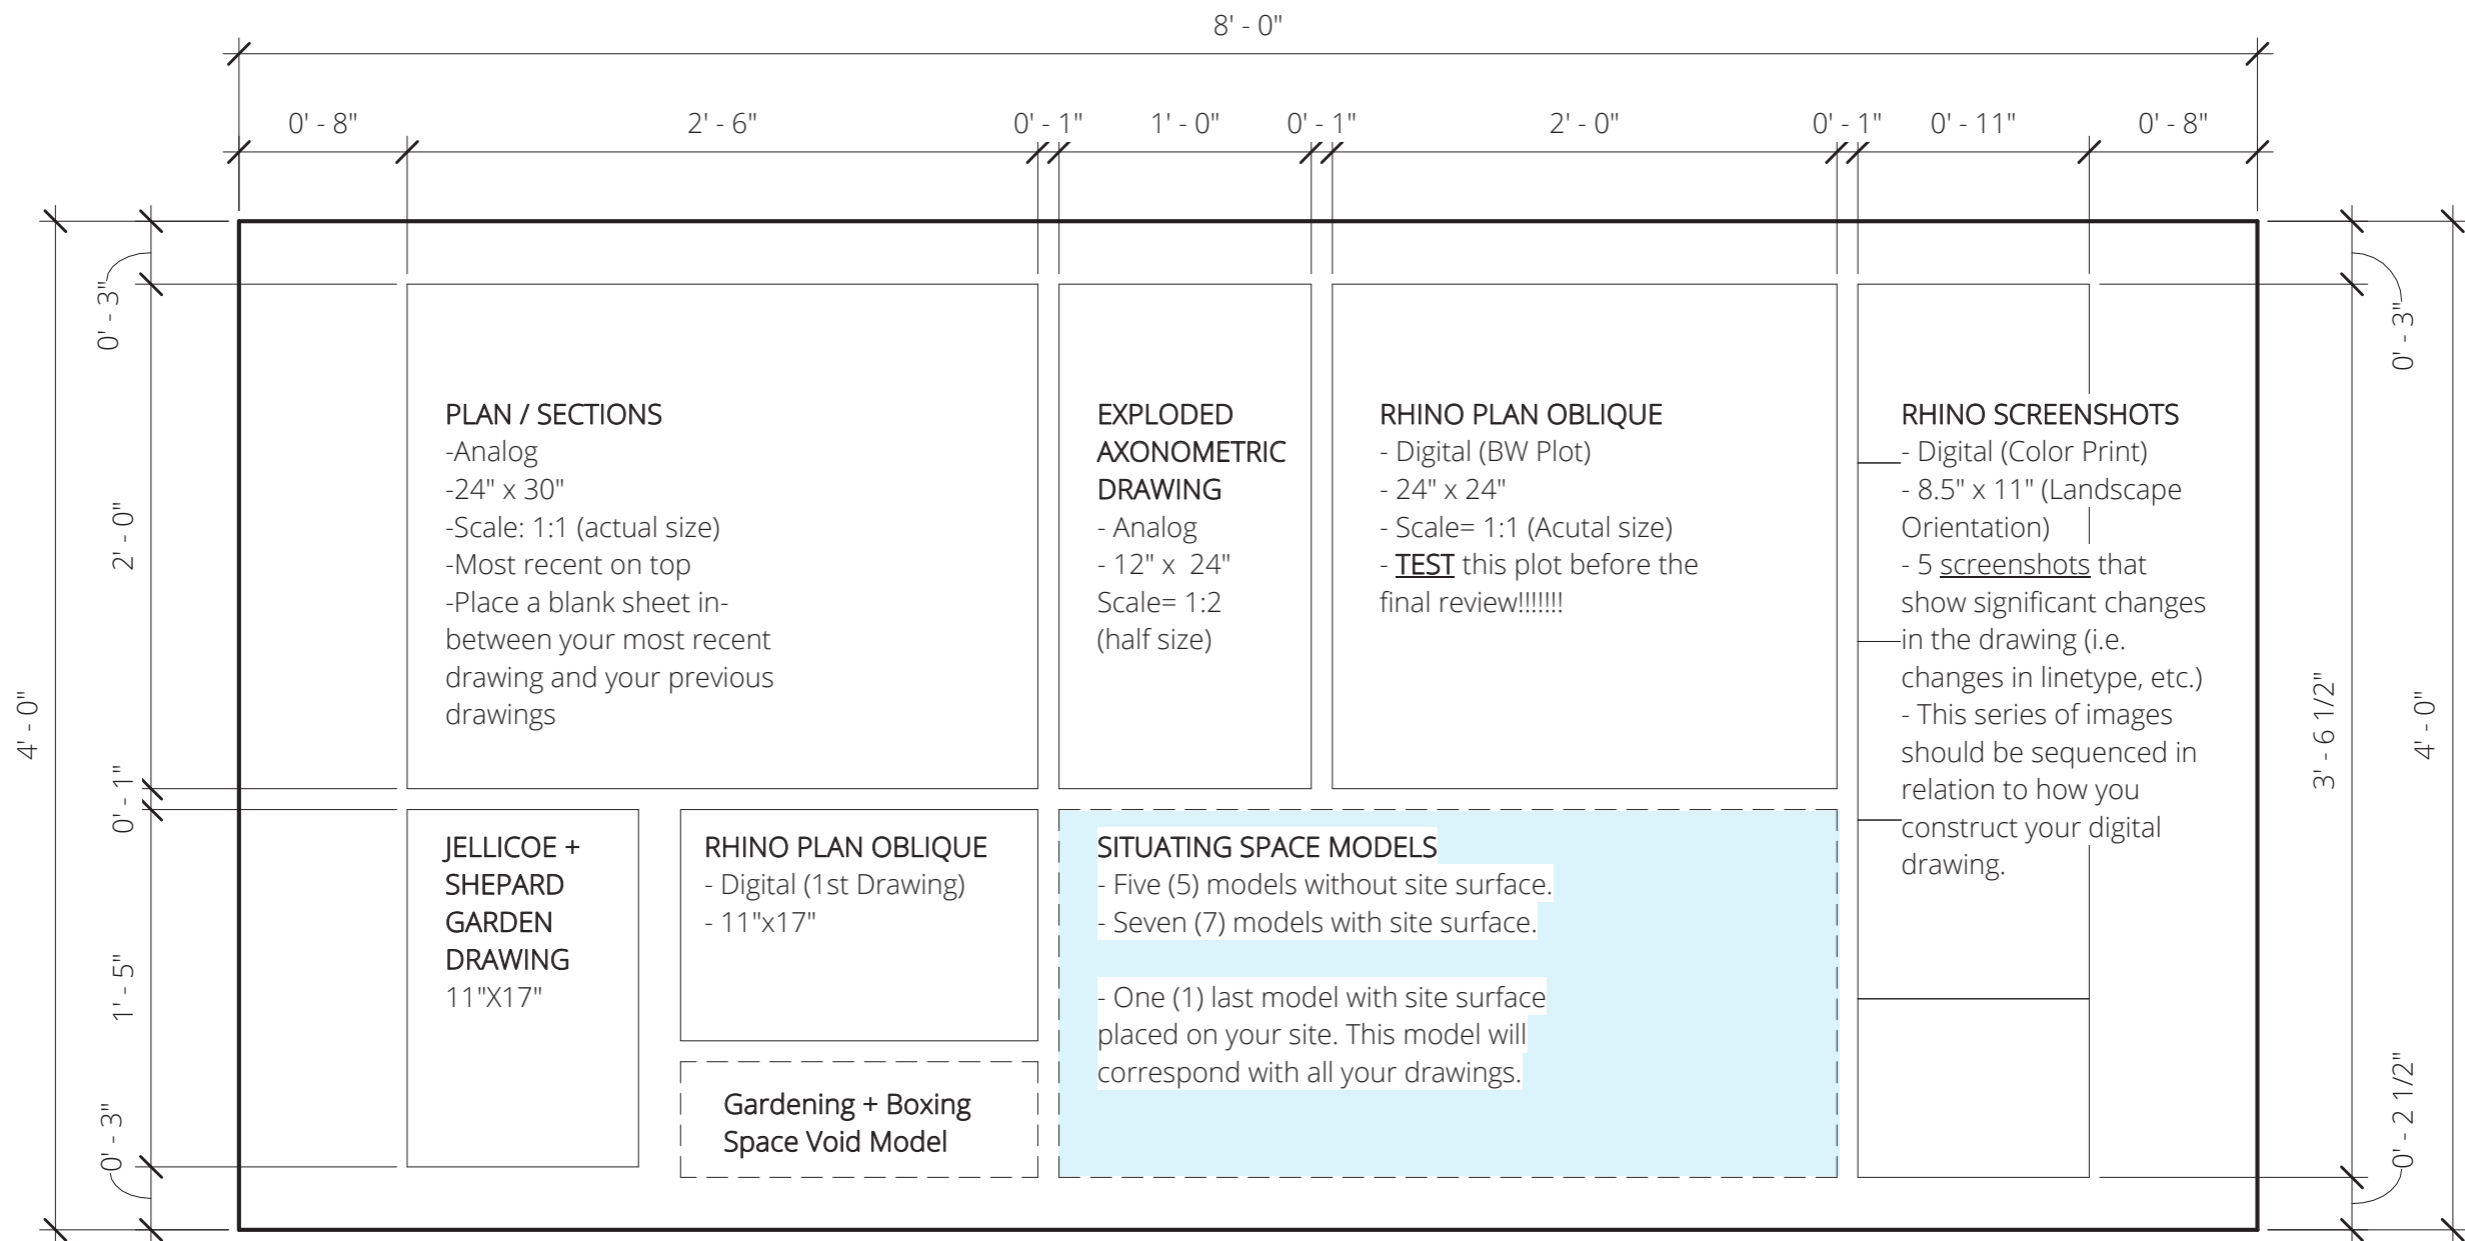 8' - 0"
0' - 8"
2' - 6"
0' - 1"
1' - 0"
0' - 1"
2' - 0"
0' - 1"
0' - 11"
0' - 8"
4' - 0"
0' - 3"
2' - 0"
0' - 1"
1' - 5"
0' - 3"
PLAN / SECTIONS
-Analog
-24" x 30"
-Scale: 1:1 (actual size)
-Most recent on top
-Place a blank sheet in-
between your most recent
drawing and your previous
drawings
EXPLODED
AXONOMETRIC
DRAWING
- Analog
- 12" x  24"
Scale= 1:2
(half size)
RHINO PLAN OBLIQUE
- Digital (BW Plot)
- 24" x 24"
- Scale= 1:1 (Acutal size)
- TEST this plot before the
final review!!!!!!!
RHINO SCREENSHOTS
- Digital (Color Print)
- 8.5" x 11" (Landscape
Orientation)
- 5 screenshots that
show significant changes
in the drawing (i.e.
changes in linetype, etc.)
- This series of images
should be sequenced in
relation to how you
construct your digital
drawing.
JELLICOE +
SHEPARD
GARDEN
DRAWING
11"X17"
RHINO PLAN OBLIQUE
- Digital (1st Drawing)
- 11"x17"
Gardening + Boxing
Space Void Model
SITUATING SPACE MODELS
- Five (5) models without site surface.
- Seven (7) models with site surface.
- One (1) last model with site surface
placed on your site. This model will
correspond with all your drawings.
0' - 3"
3' - 6 1/2"
0' - 2 1/2"
4' - 0"